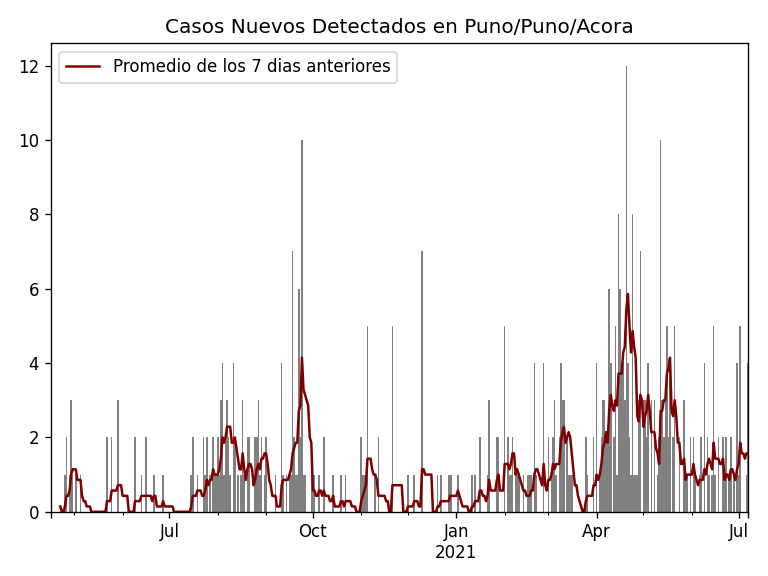 Casos Nuevos Detectados en Puno/Puno/Acora
Promedio de los 7 dias anteriores
12
10
8
6
4
2
0
Jul
Oct
Jan
Apr
Jul
2021